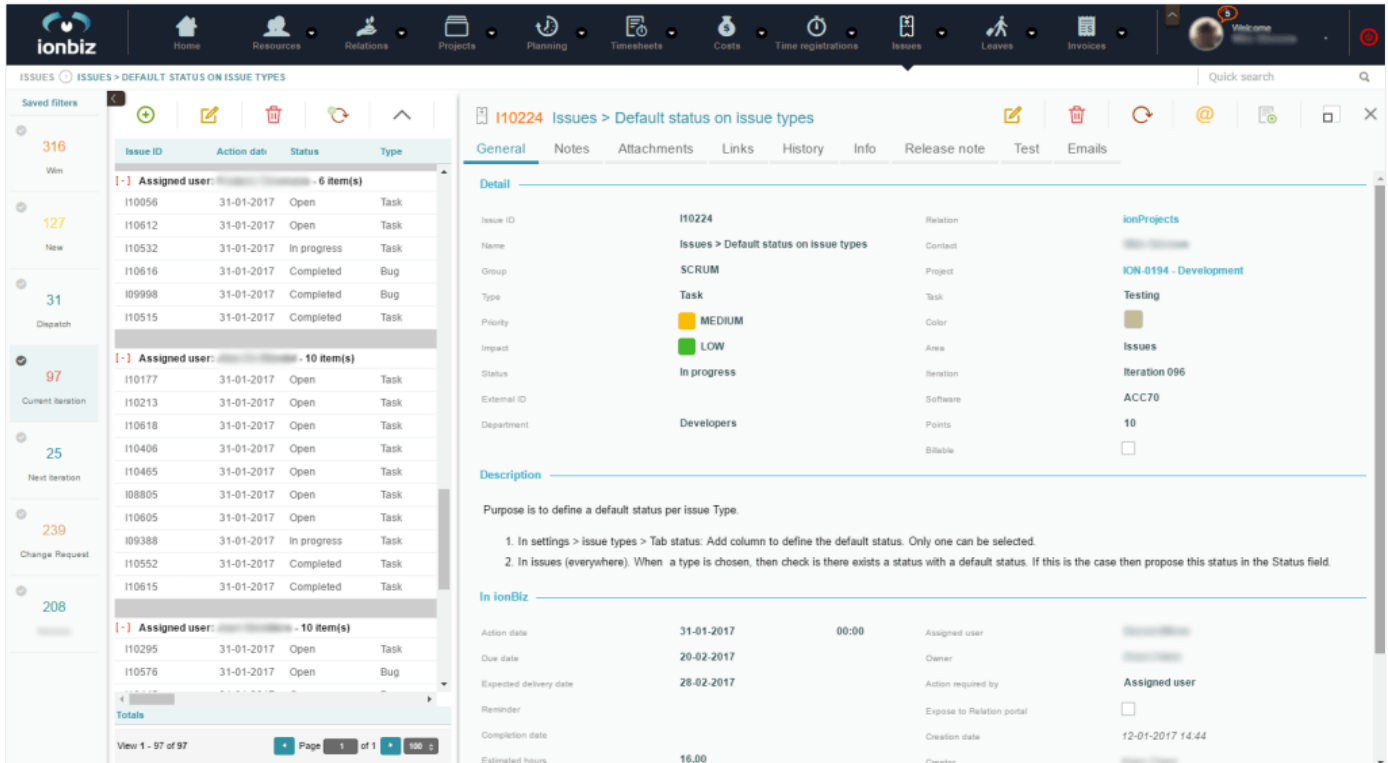 ionbiz
Home
Resources
Relations
Projects
Planning
Timesheets
Costs
Time registrations
Issues
Leaves
Invoices
5
Welcome
ISSUES ISSUES > DEFAULT STATUS ON ISSUE TYPES
Quick search
Saved filters
316
Wim
127
New
31
Dispatch
97
Current iteration
25
Next iteration
239
Change Request
208
Issue ID Action date Status Type
[-] Assigned user: - 6 item(s)
I10056 31-01-2017 Open Task
I10612 31-01-2017 Open Task
I10532 31-01-2017 In progress Task
I10616 31-01-2017 Completed Bug
I09998 31-01-2017 Completed Bug
I10515 31-01-2017 Completed Task
[-] Assigned user: - 10 item(s)
I10177 31-01-2017 Open Task
I10213 31-01-2017 Open Task
I10618 31-01-2017 Open Task
I10406 31-01-2017 Open Task
I10465 31-01-2017 Open Task
I08805 31-01-2017 Open Task
I10605 31-01-2017 Open Task
I09388 31-01-2017 In progress Task
I10552 31-01-2017 Completed Task
I10615 31-01-2017 Completed Task
[-] Assigned user: - 10 item(s)
I10295 31-01-2017 Open Task
I10576 31-01-2017 Open Bug
Totals
View 1 - 97 of 97 Page 1 of 1 100
I10224 Issues > Default status on issue types
General Notes Attachments Links History Info Release note Test Emails
Detail
Issue ID I10224 Relation ionProjects
Name Issues > Default status on issue types Contact
Group SCRUM Project ION-0194 - Development
Type Task Task Testing
Priority MEDIUM Color
Impact LOW Area Issues
Status In progress Iteration Iteration 096
External ID Software ACC70
Department Developers Points 10
Billable
Description
Purpose is to define a default status per issue Type.
1. In settings > issue types > Tab status: Add column to define the default status. Only one can be selected.
2. In issues (everywhere). When a type is chosen, then check is there exists a status with a default status. If this is the case then propose this status in the Status field.
In ionBiz
Action date 31-01-2017 00:00 Assigned user
Due date 20-02-2017 Owner
Expected delivery date 28-02-2017 Action required by Assigned user
Reminder Expose to Relation portal
Completion date Creation date 12-01-2017 14:44
Estimated hours 16.00 Creator